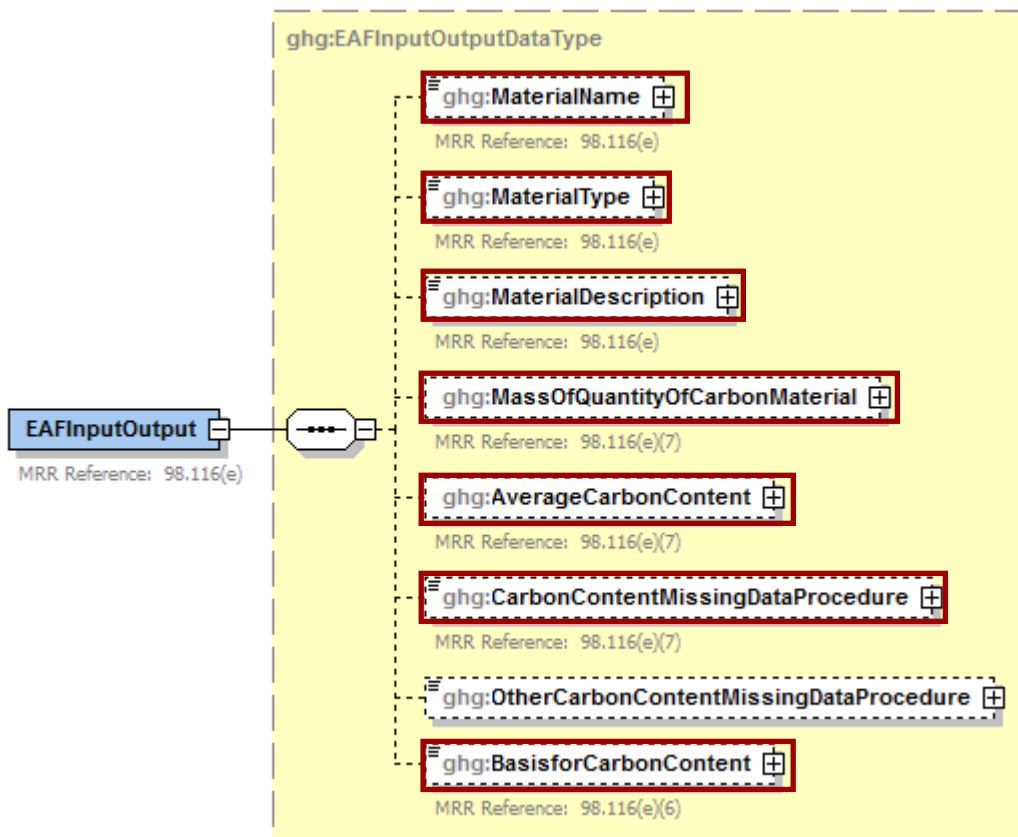 ghg:EAFInputOutputDataType
ghg:MaterialName
MRR Reference: 98.116(e)
ghg:MaterialType
MRR Reference: 98.116(e)
ghg:MaterialDescription
MRR Reference: 98.116(e)
ghg:MassOfQuantityOfCarbonMaterial
MRR Reference: 98.116(e)(7)
EAFInputOutput
MRR Reference: 98.116(e)
ghg:AverageCarbonContent
MRR Reference: 98.116(e)(7)
ghg:CarbonContentMissingDataProcedure
MRR Reference: 98.116(e)(7)
ghg:OtherCarbonContentMissingDataProcedure
ghg:BasisforCarbonContent
MRR Reference: 98.116(e)(6)